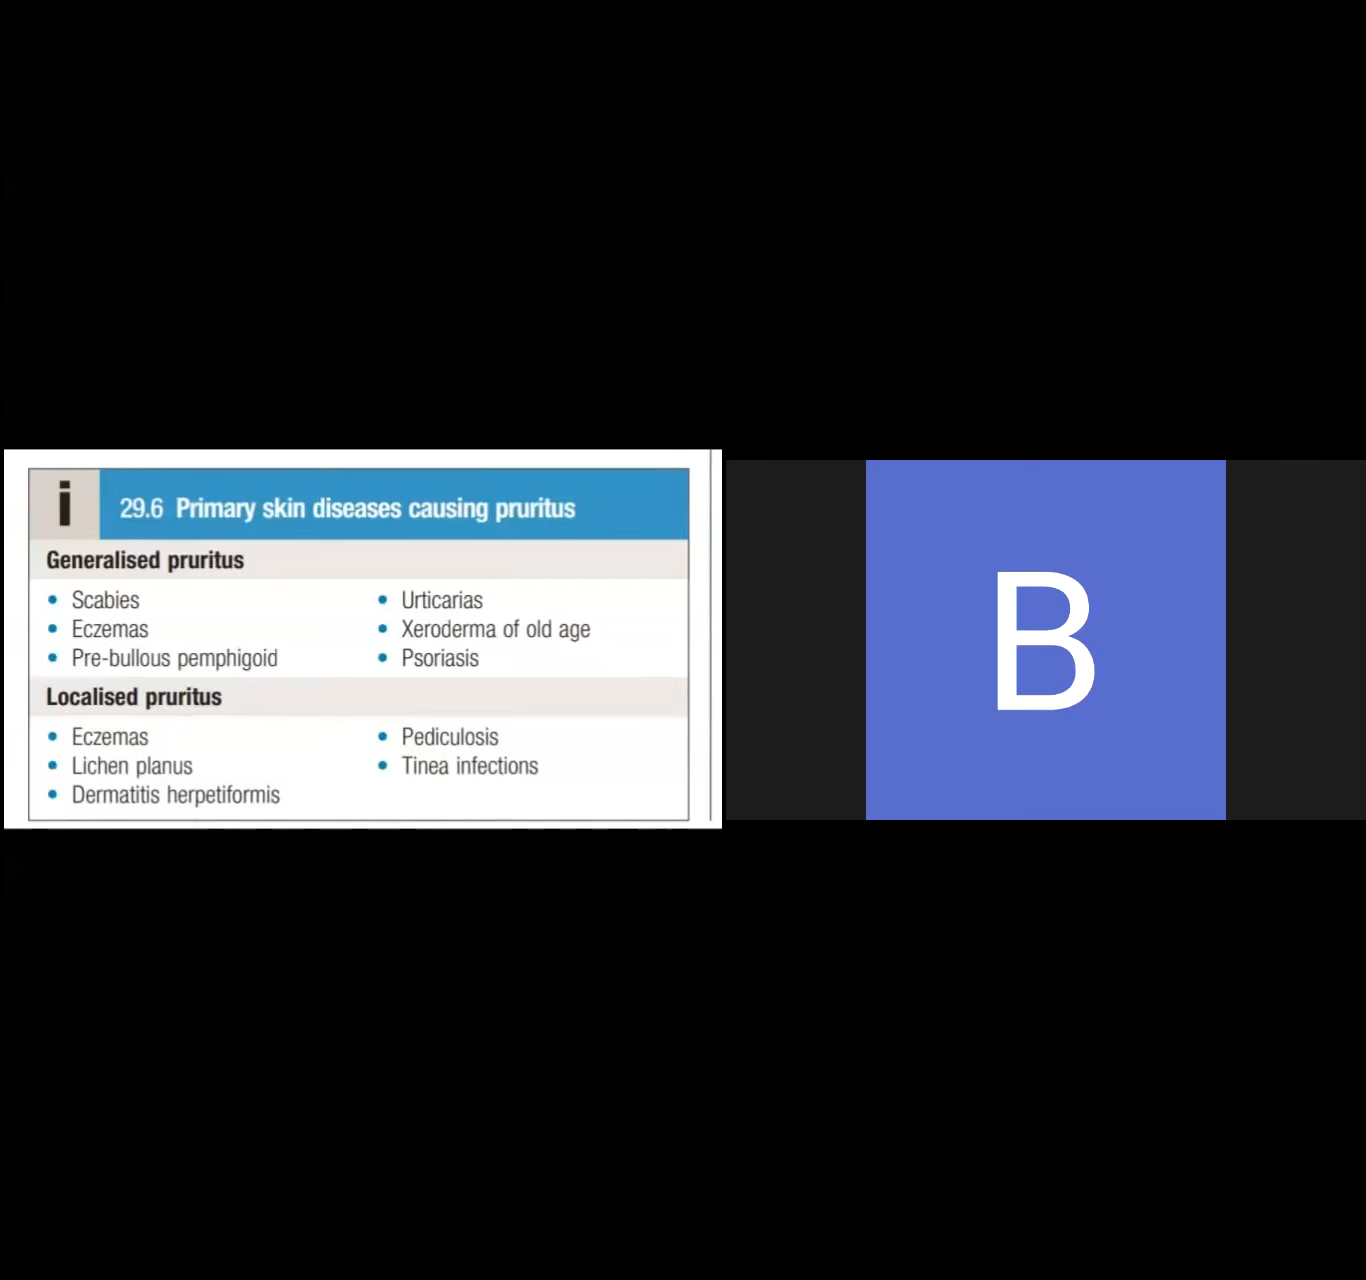 i
29.6 Primary skin diseases causing pruritus
Generalised pruritus
• Scabies
• Eczemas
• Pre-bullous pemphigoid
• Urticarias
• Xeroderma of old age
• Psoriasis
Localised pruritus
• Eczemas
• Lichen planus
• Dermatitis herpetiformis
• Pediculosis
• Tinea infections
B